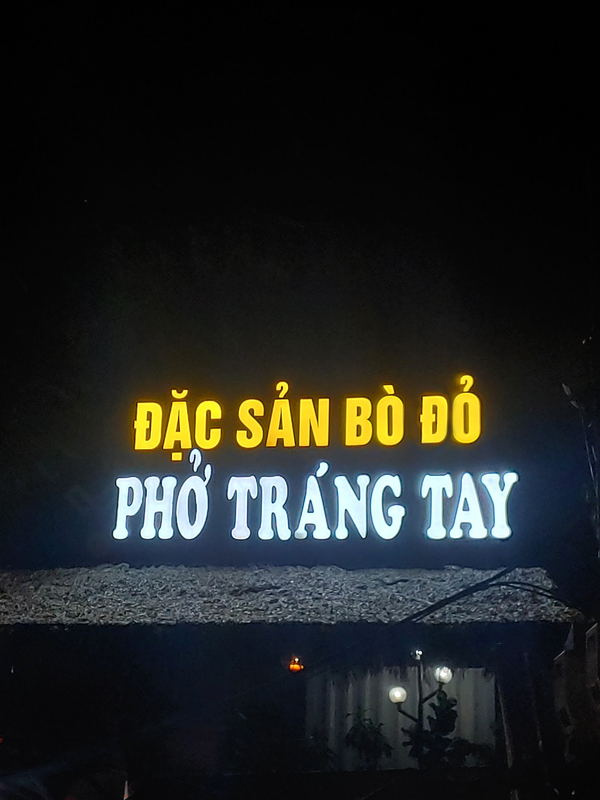 ĐẶC SẢN BÒ ĐỎ
PHỞ TRÁNG TAY